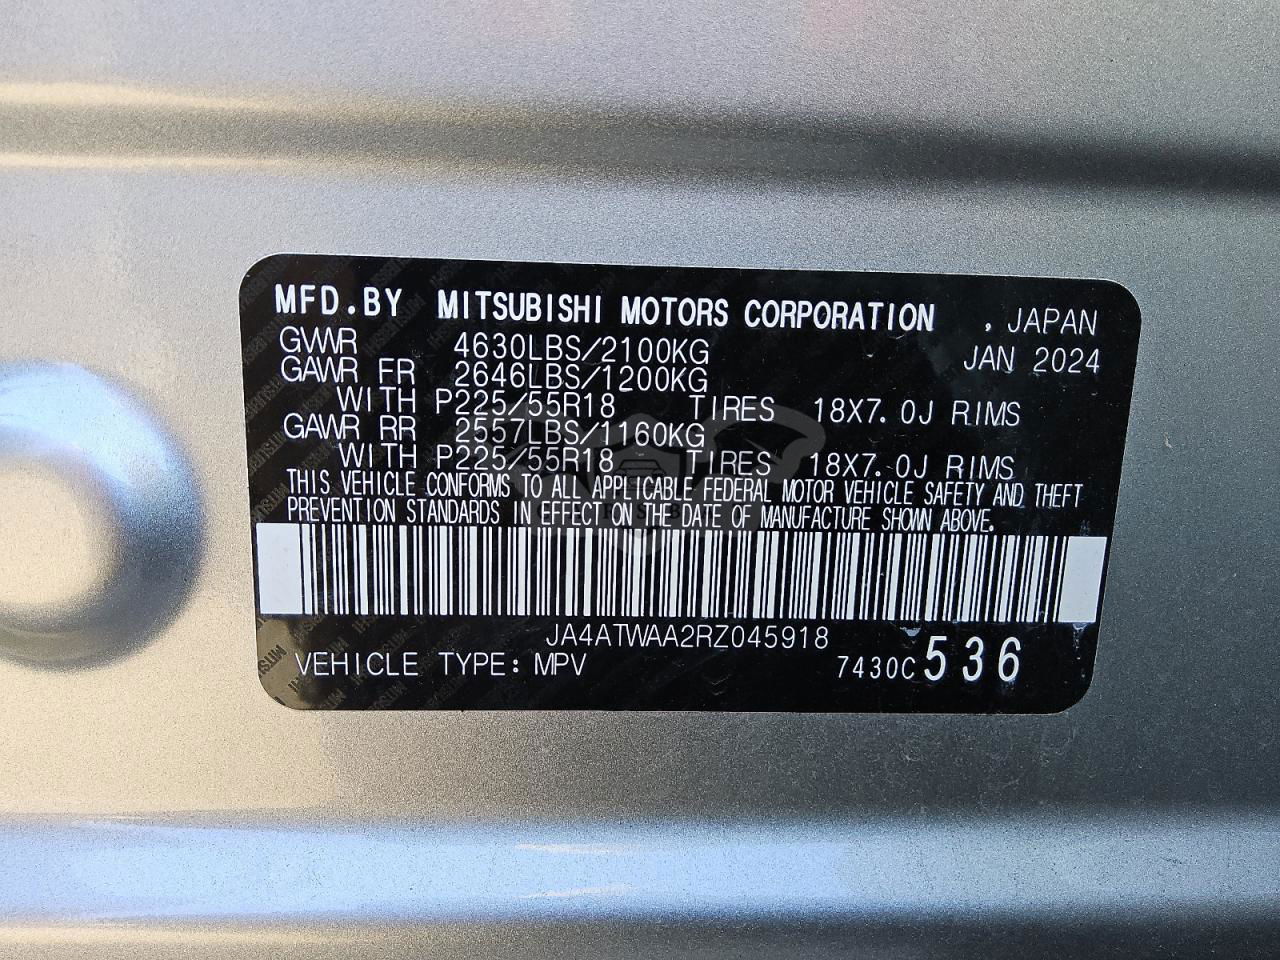 MFD.BY MITSUBISHI MOTORS CORPORATION , JAPAN
GVWR 4630LBS/2100KG JAN 2024
GAWR FR 2646LBS/1200KG
WITH P225/55R18 TIRES 18X7.0J RIMS
GAWR RR 2557LBS/1160KG
WITH P225/55R18 TIRES 18X7.0J RIMS
THIS VEHICLE CONFORMS TO ALL APPLICABLE FEDERAL MOTOR VEHICLE SAFETY AND THEFT
PREVENTION STANDARDS IN EFFECT ON THE DATE OF MANUFACTURE SHOWN ABOVE.
JA4ATWAA2RZ045918
VEHICLE TYPE: MPV 7430C 536